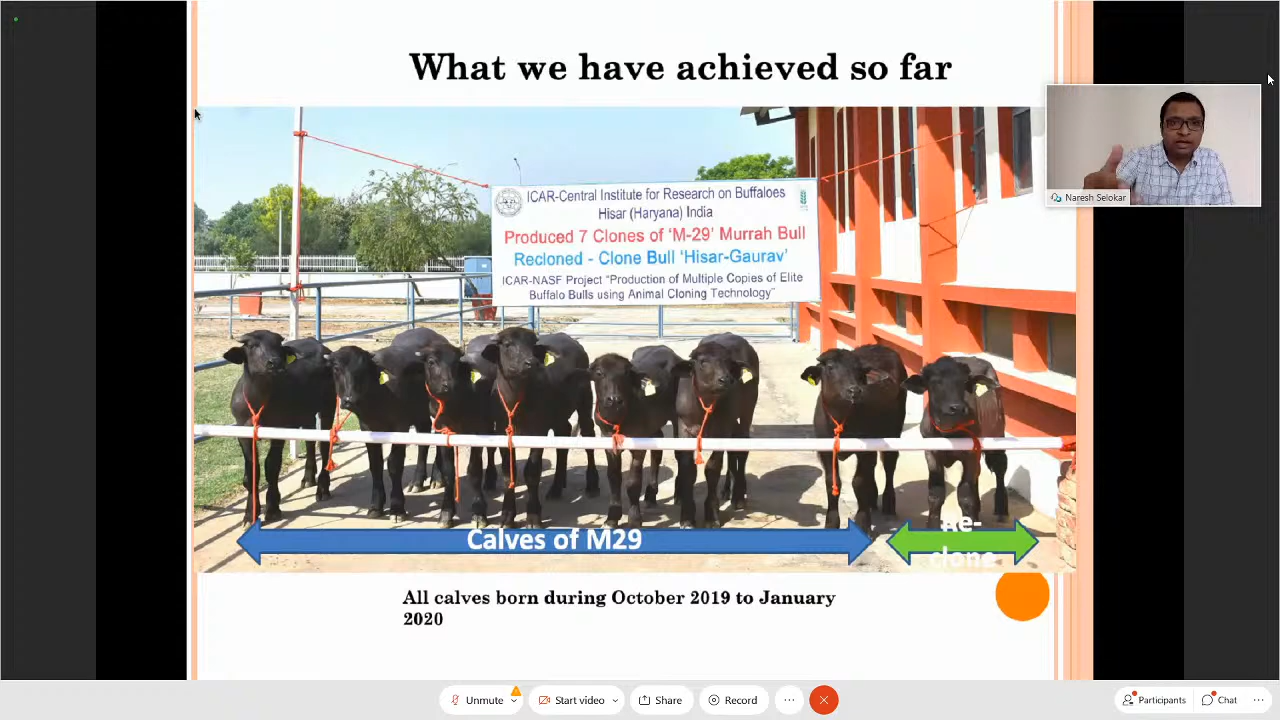 What we have achieved so far
ICAR-Central Institute for Research on Buffaloes
Hisar (Haryana) India
Produced 7 Clones of ‘M-29’ Murrah Bull
Recloned - Clone Bull ‘Hisar-Gaurav’
ICAR-NASF Project “Production of Multiple Copies of Elite
Buffalo Bulls using Animal Cloning Technology”
Naresh Selokar
Calves of M29
Re-
clone
All calves born during October 2019 to January
2020
Unmute
Start video
Share
Record
Participants
Chat